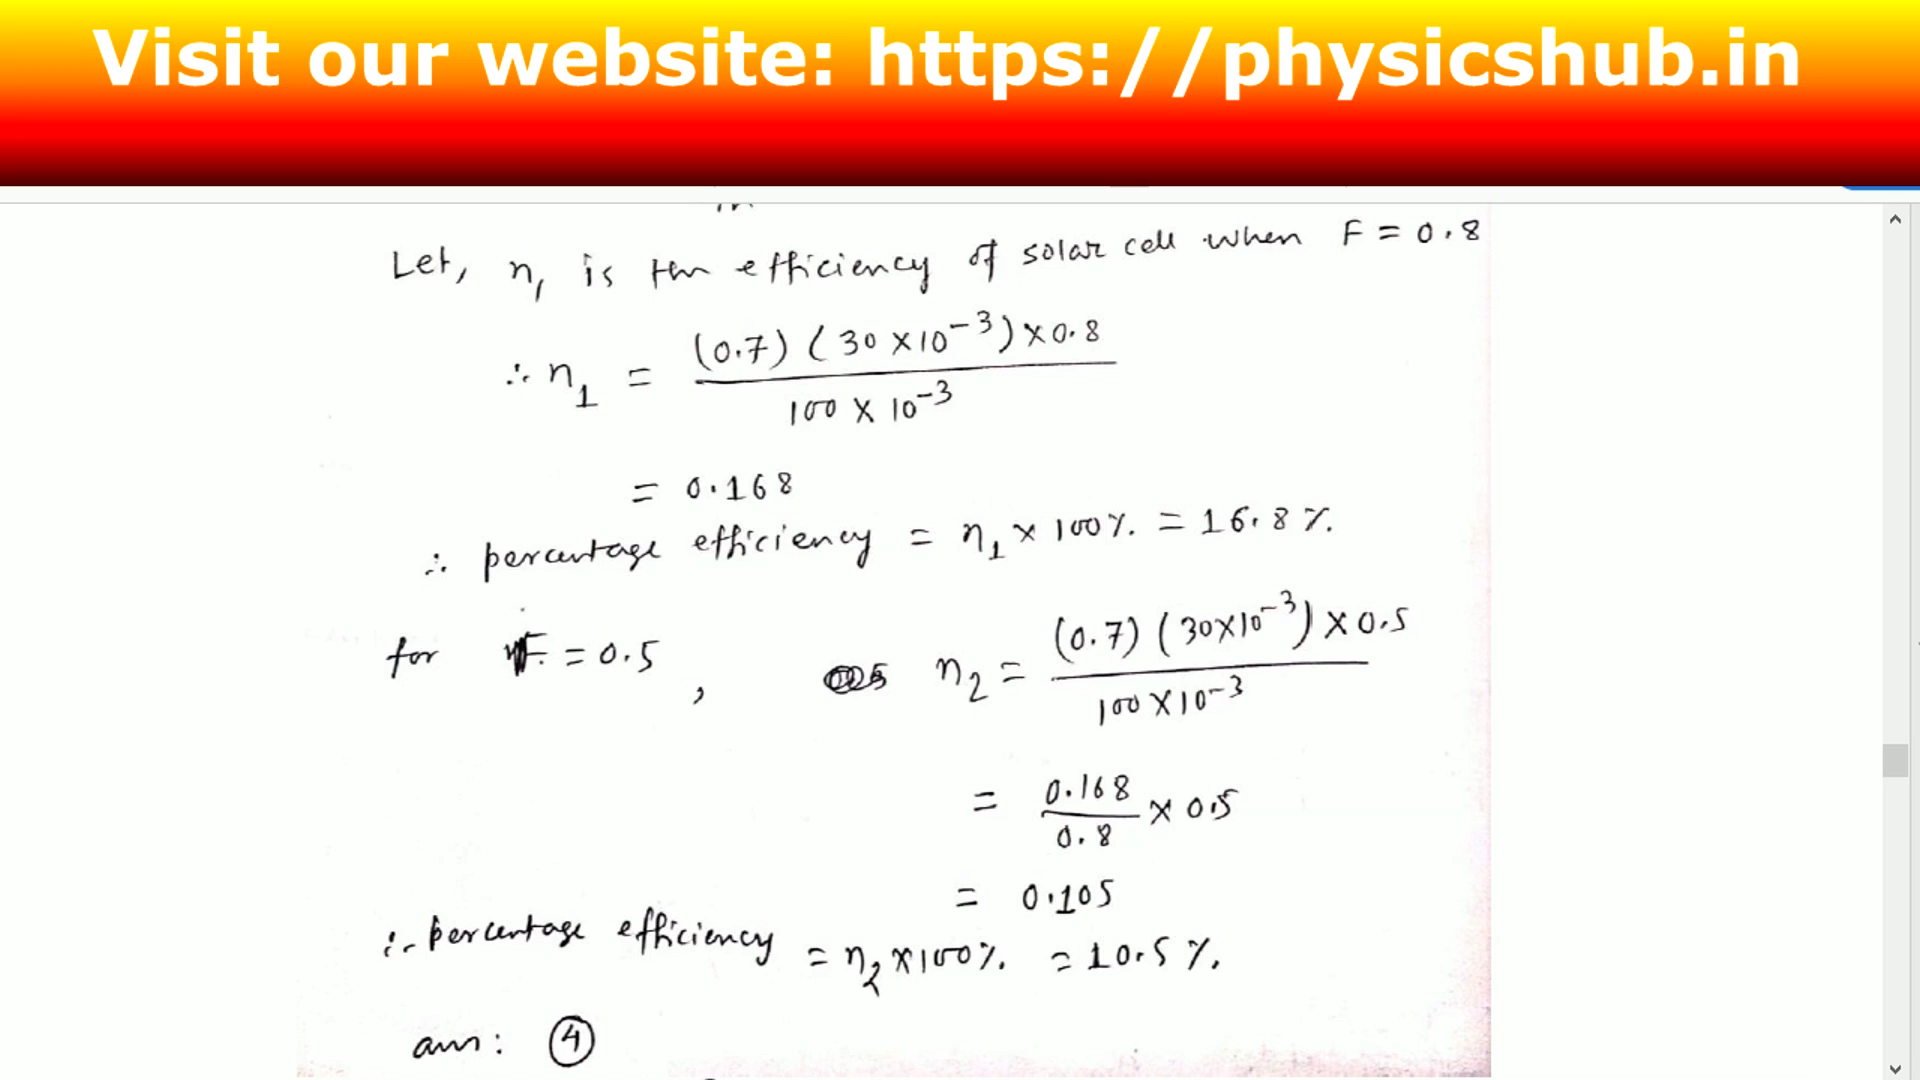 Visit our website: https://physicshub.in
in
Let, η₁ is the efficiency of solar cell when F = 0.8
∴ η₁ = (0.7) (30 × 10⁻³) × 0.8 / 100 × 10⁻³
= 0.168
∴ percentage efficiency = η₁ × 100% = 16.8%.
for F = 0.5, η₂ = (0.7) (30×10⁻³) × 0.5 / 100 × 10⁻³
= 0.168 / 0.8 × 0.5
= 0.105
∴ percentage efficiency = η₂ × 100% = 10.5%.
ans: ④